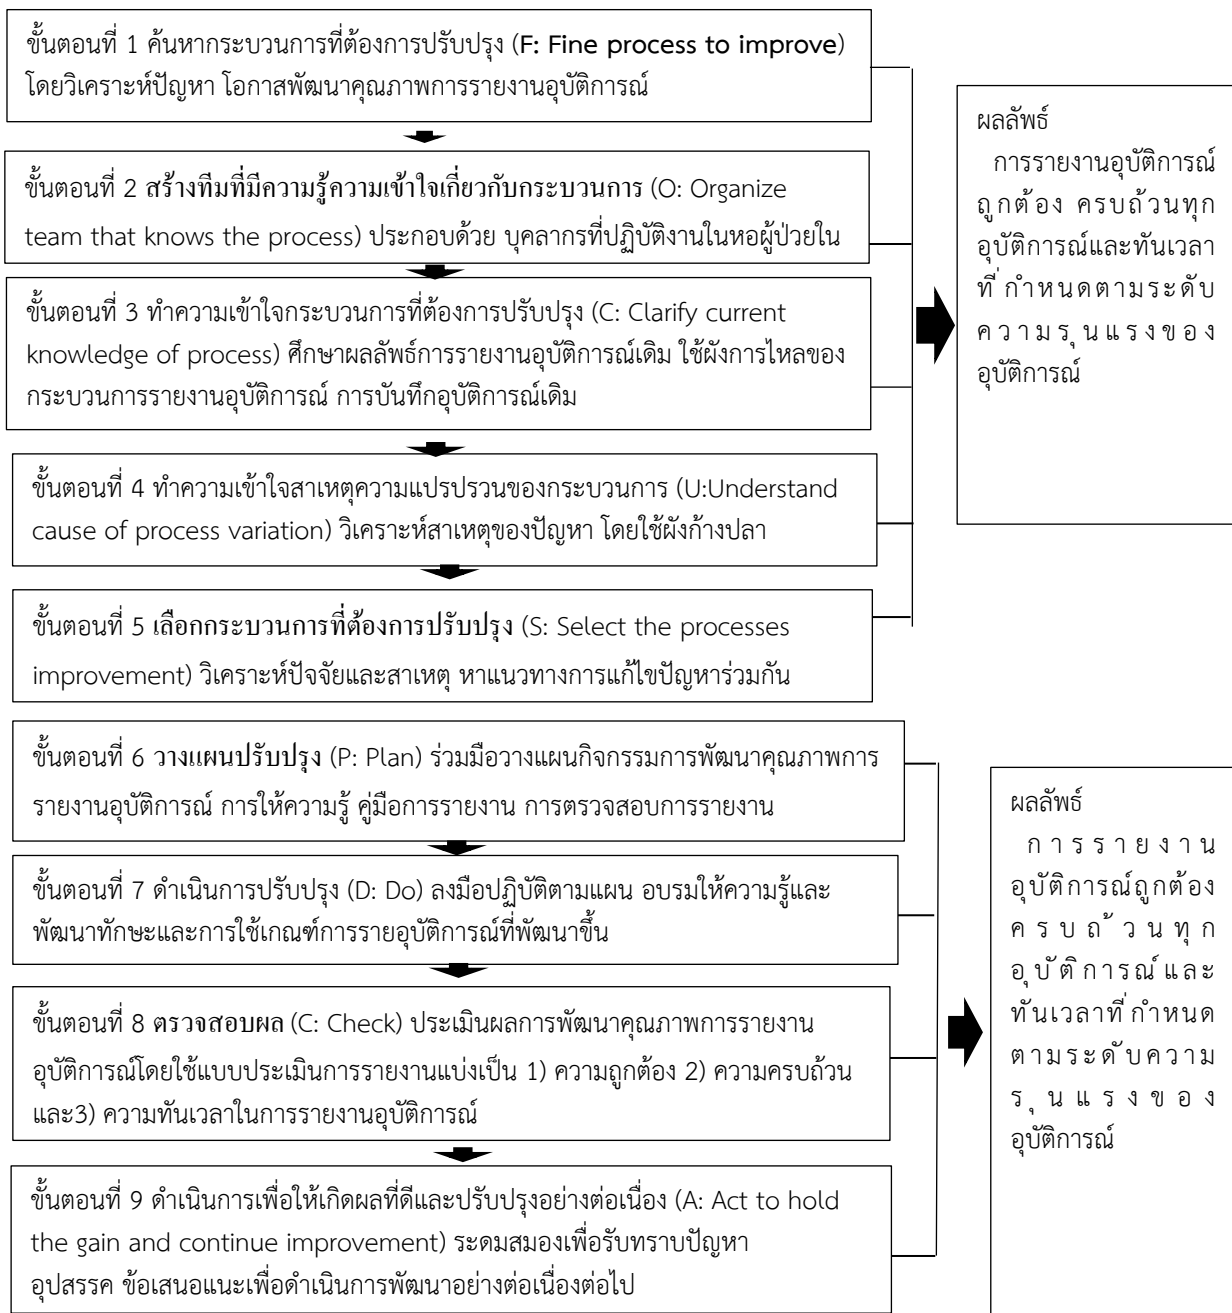 ขั้นตอนที่ 1 ค้นหากระบวนการที่ต้องการปรับปรุง (F: Fine process to improve)
โดยวิเคราะห์ปัญหา โอกาสพัฒนาคุณภาพการรายงานอุบัติการณ์
ขั้นตอนที่ 2 สร้างทีมที่มีความรู้ความเข้าใจเกี่ยวกับกระบวนการ (O: Organize
team that knows the process) ประกอบด้วย บุคลากรที่ปฏิบัติงานในหอผู้ป่วยใน
ขั้นตอนที่ 3 ทำความเข้าใจกระบวนการที่ต้องการปรับปรุง (C: Clarify current
knowledge of process) ศึกษาผลลัพธ์การรายงานอุบัติการณ์เดิม ใช้ผังการไหลของ
กระบวนการรายงานอุบัติการณ์ การบันทึกอุบัติการณ์เดิม
ขั้นตอนที่ 4 ทำความเข้าใจสาเหตุความแปรปรวนของกระบวนการ (U:Understand
cause of process variation) วิเคราะห์สาเหตุของปัญหา โดยใช้ผังก้างปลา
ขั้นตอนที่ 5 เลือกกระบวนการที่ต้องการปรับปรุง (S: Select the processes
improvement) วิเคราะห์ปัจจัยและสาเหตุ หาแนวทางการแก้ไขปัญหาร่วมกัน
ผลลัพธ์
การรายงานอุบัติการณ์
ถูกต้อง ครบถ้วนทุก
อุบัติการณ์และทันเวลา
ที่กำหนดตามระดับ
ความรุนแรงของ
อุบัติการณ์
ขั้นตอนที่ 6 วางแผนปรับปรุง (P: Plan) ร่วมมือวางแผนกิจกรรมการพัฒนาคุณภาพการ
รายงานอุบัติการณ์ การให้ความรู้ คู่มือการรายงาน การตรวจสอบการรายงาน
ขั้นตอนที่ 7 ดำเนินการปรับปรุง (D: Do) ลงมือปฏิบัติตามแผน อบรมให้ความรู้และ
พัฒนาทักษะและการใช้เกณฑ์การรายอุบัติการณ์ที่พัฒนาขึ้น
ขั้นตอนที่ 8 ตรวจสอบผล (C: Check) ประเมินผลการพัฒนาคุณภาพการรายงาน
อุบัติการณ์โดยใช้แบบประเมินการรายงานแบ่งเป็น 1) ความถูกต้อง 2) ความครบถ้วน
และ3) ความทันเวลาในการรายงานอุบัติการณ์
ขั้นตอนที่ 9 ดำเนินการเพื่อให้เกิดผลที่ดีและปรับปรุงอย่างต่อเนื่อง (A: Act to hold
the gain and continue improvement) ระดมสมองเพื่อรับทราบปัญหา
อุปสรรค ข้อเสนอแนะเพื่อดำเนินการพัฒนาอย่างต่อเนื่องต่อไป
ผลลัพธ์
การรายงาน
อุบัติการณ์ถูกต้อง
ครบถ้วนทุก
อุบัติการณ์และ
ทันเวลาที่กำหนด
ตามระดับความ
รุนแรงของ
อุบัติการณ์